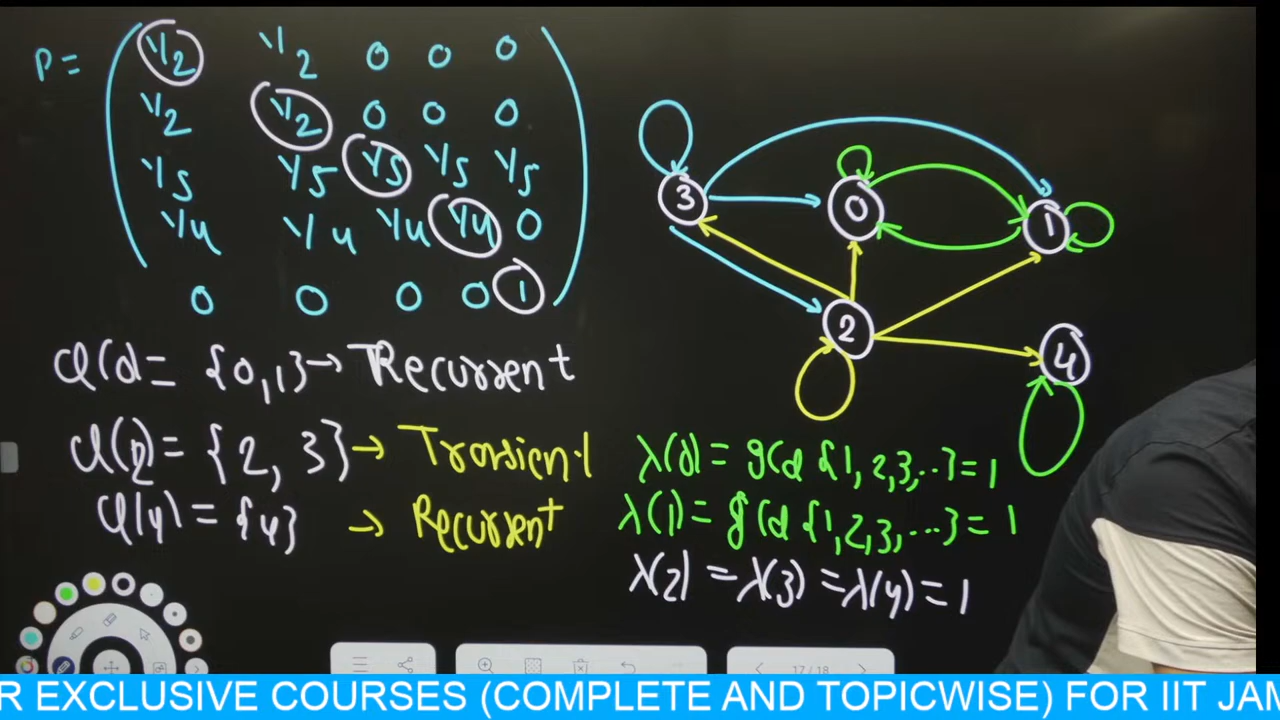 P =
1/2 1/2 0 0 0
1/2 1/2 0 0 0
1/5 1/5 1/5 1/5 1/5
1/4 1/4 1/4 1/4 0
0 0 0 0 1
3
0
1
2
4
Cl(0) = {0,1} → Recurrent
Cl(2) = {2, 3} → Transient
Cl(4) = {4} → Recurrent
λ(0) = gcd {1,2,3,...} = 1
λ(1) = gcd {1,2,3,...} = 1
λ(2) = λ(3) = λ(4) = 1
17/18
R EXCLUSIVE COURSES (COMPLETE AND TOPICWISE) FOR IIT JAM